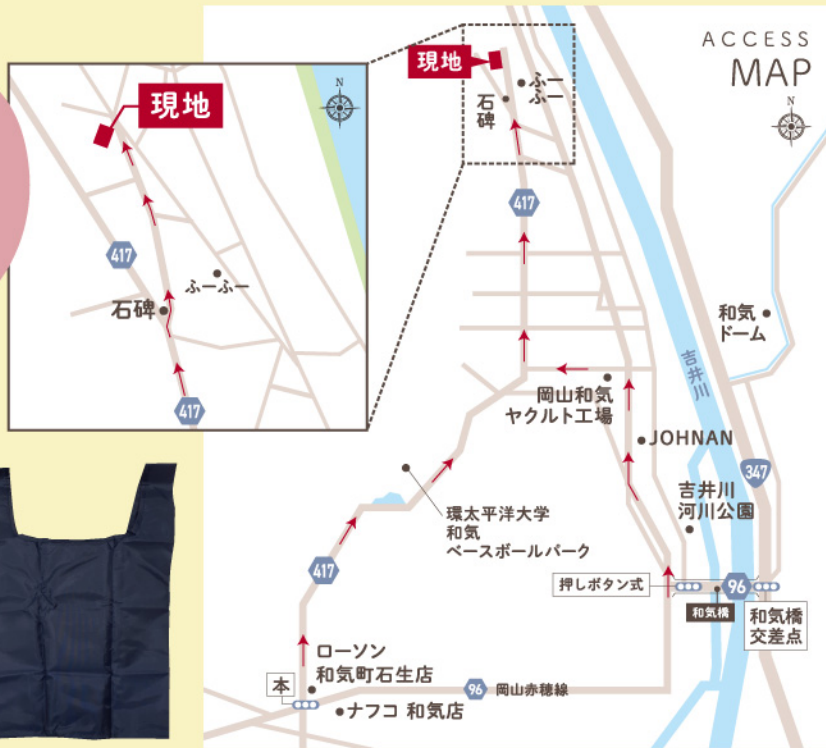 ACCESS
MAP
N
現地
ふー
ふー
石碑
417
和気
ドーム
吉井川
岡山和気
ヤクルト工場
JOHNAN
347
吉井川
河川公園
環太平洋大学
和気
ベースボールパーク
417
押しボタン式
96
和気橋
和気橋
交差点
ローソン
和気町石生店
本
96 岡山赤穂線
ナフコ 和気店
現地
N
417
ふーふー
石碑
417